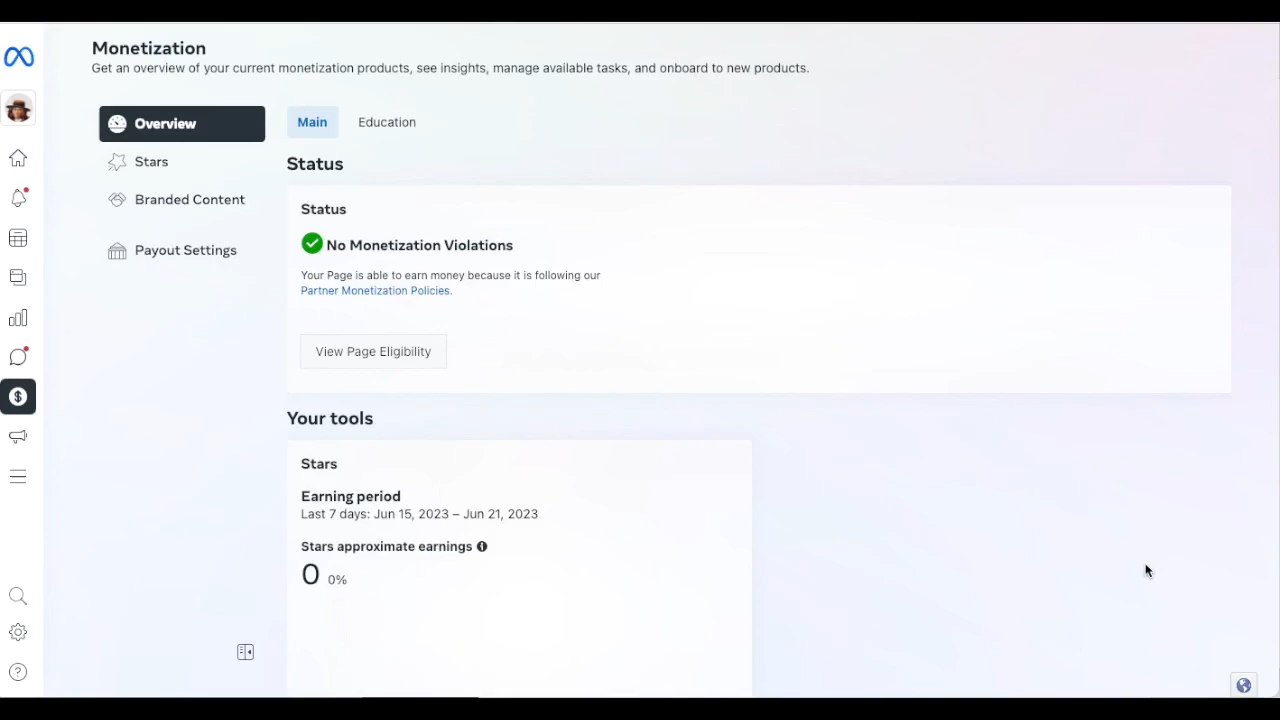 Monetization
Get an overview of your current monetization products, see insights, manage available tasks, and onboard to new products.
Overview
Stars
Branded Content
Payout Settings
Main
Education
Status
Status
No Monetization Violations
Your Page is able to earn money because it is following our
Partner Monetization Policies.
View Page Eligibility
Your tools
Stars
Earning period
Last 7 days: Jun 15, 2023 – Jun 21, 2023
Stars approximate earnings
0 0%